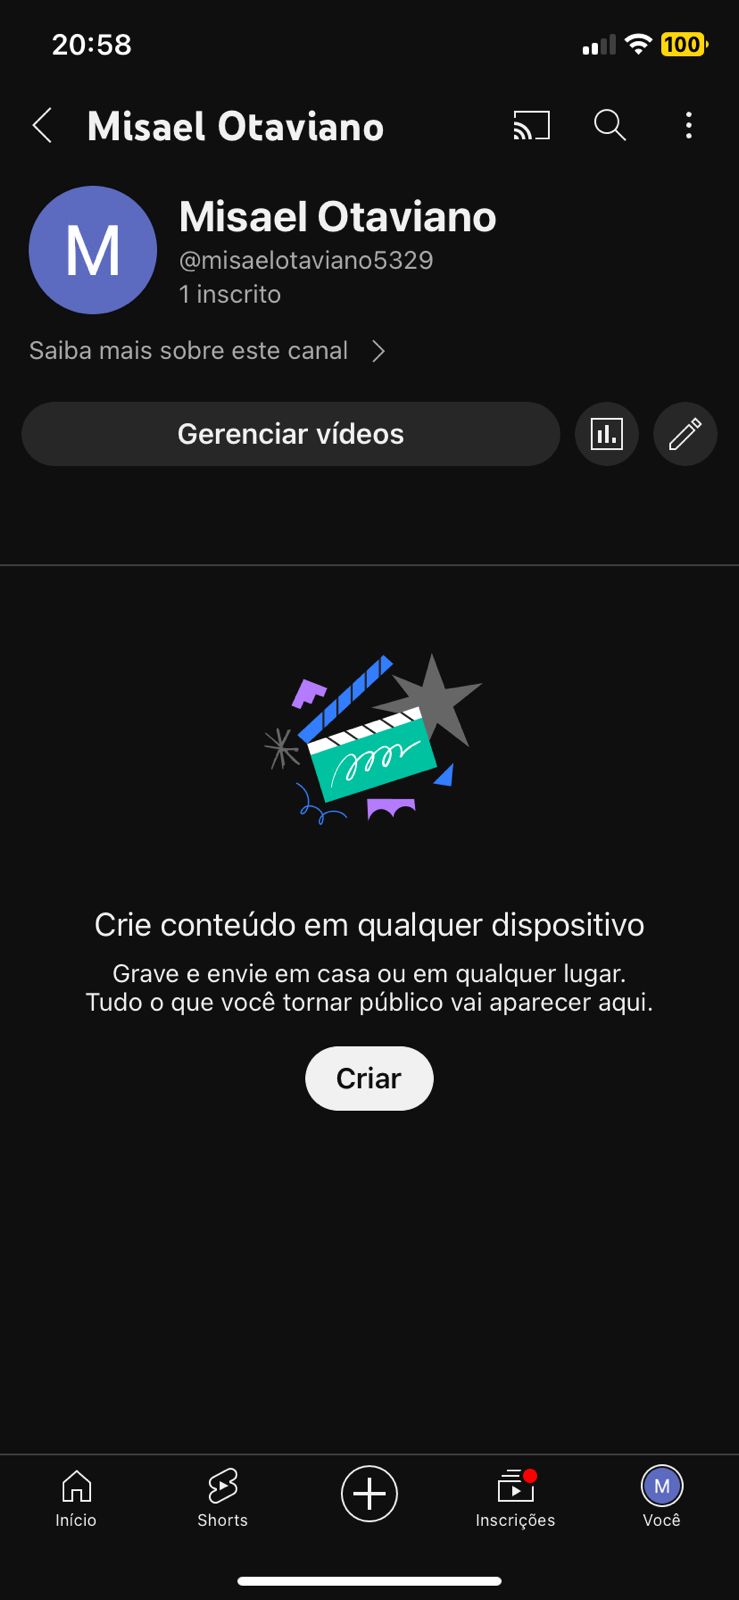 20:58
100
Misael Otaviano
M
Misael Otaviano
@misaelotaviano5329
1 inscrito
Saiba mais sobre este canal
Gerenciar vídeos
Crie conteúdo em qualquer dispositivo
Grave e envie em casa ou em qualquer lugar.
Tudo o que você tornar público vai aparecer aqui.
Criar
M
Início
Shorts
Inscrições
Você